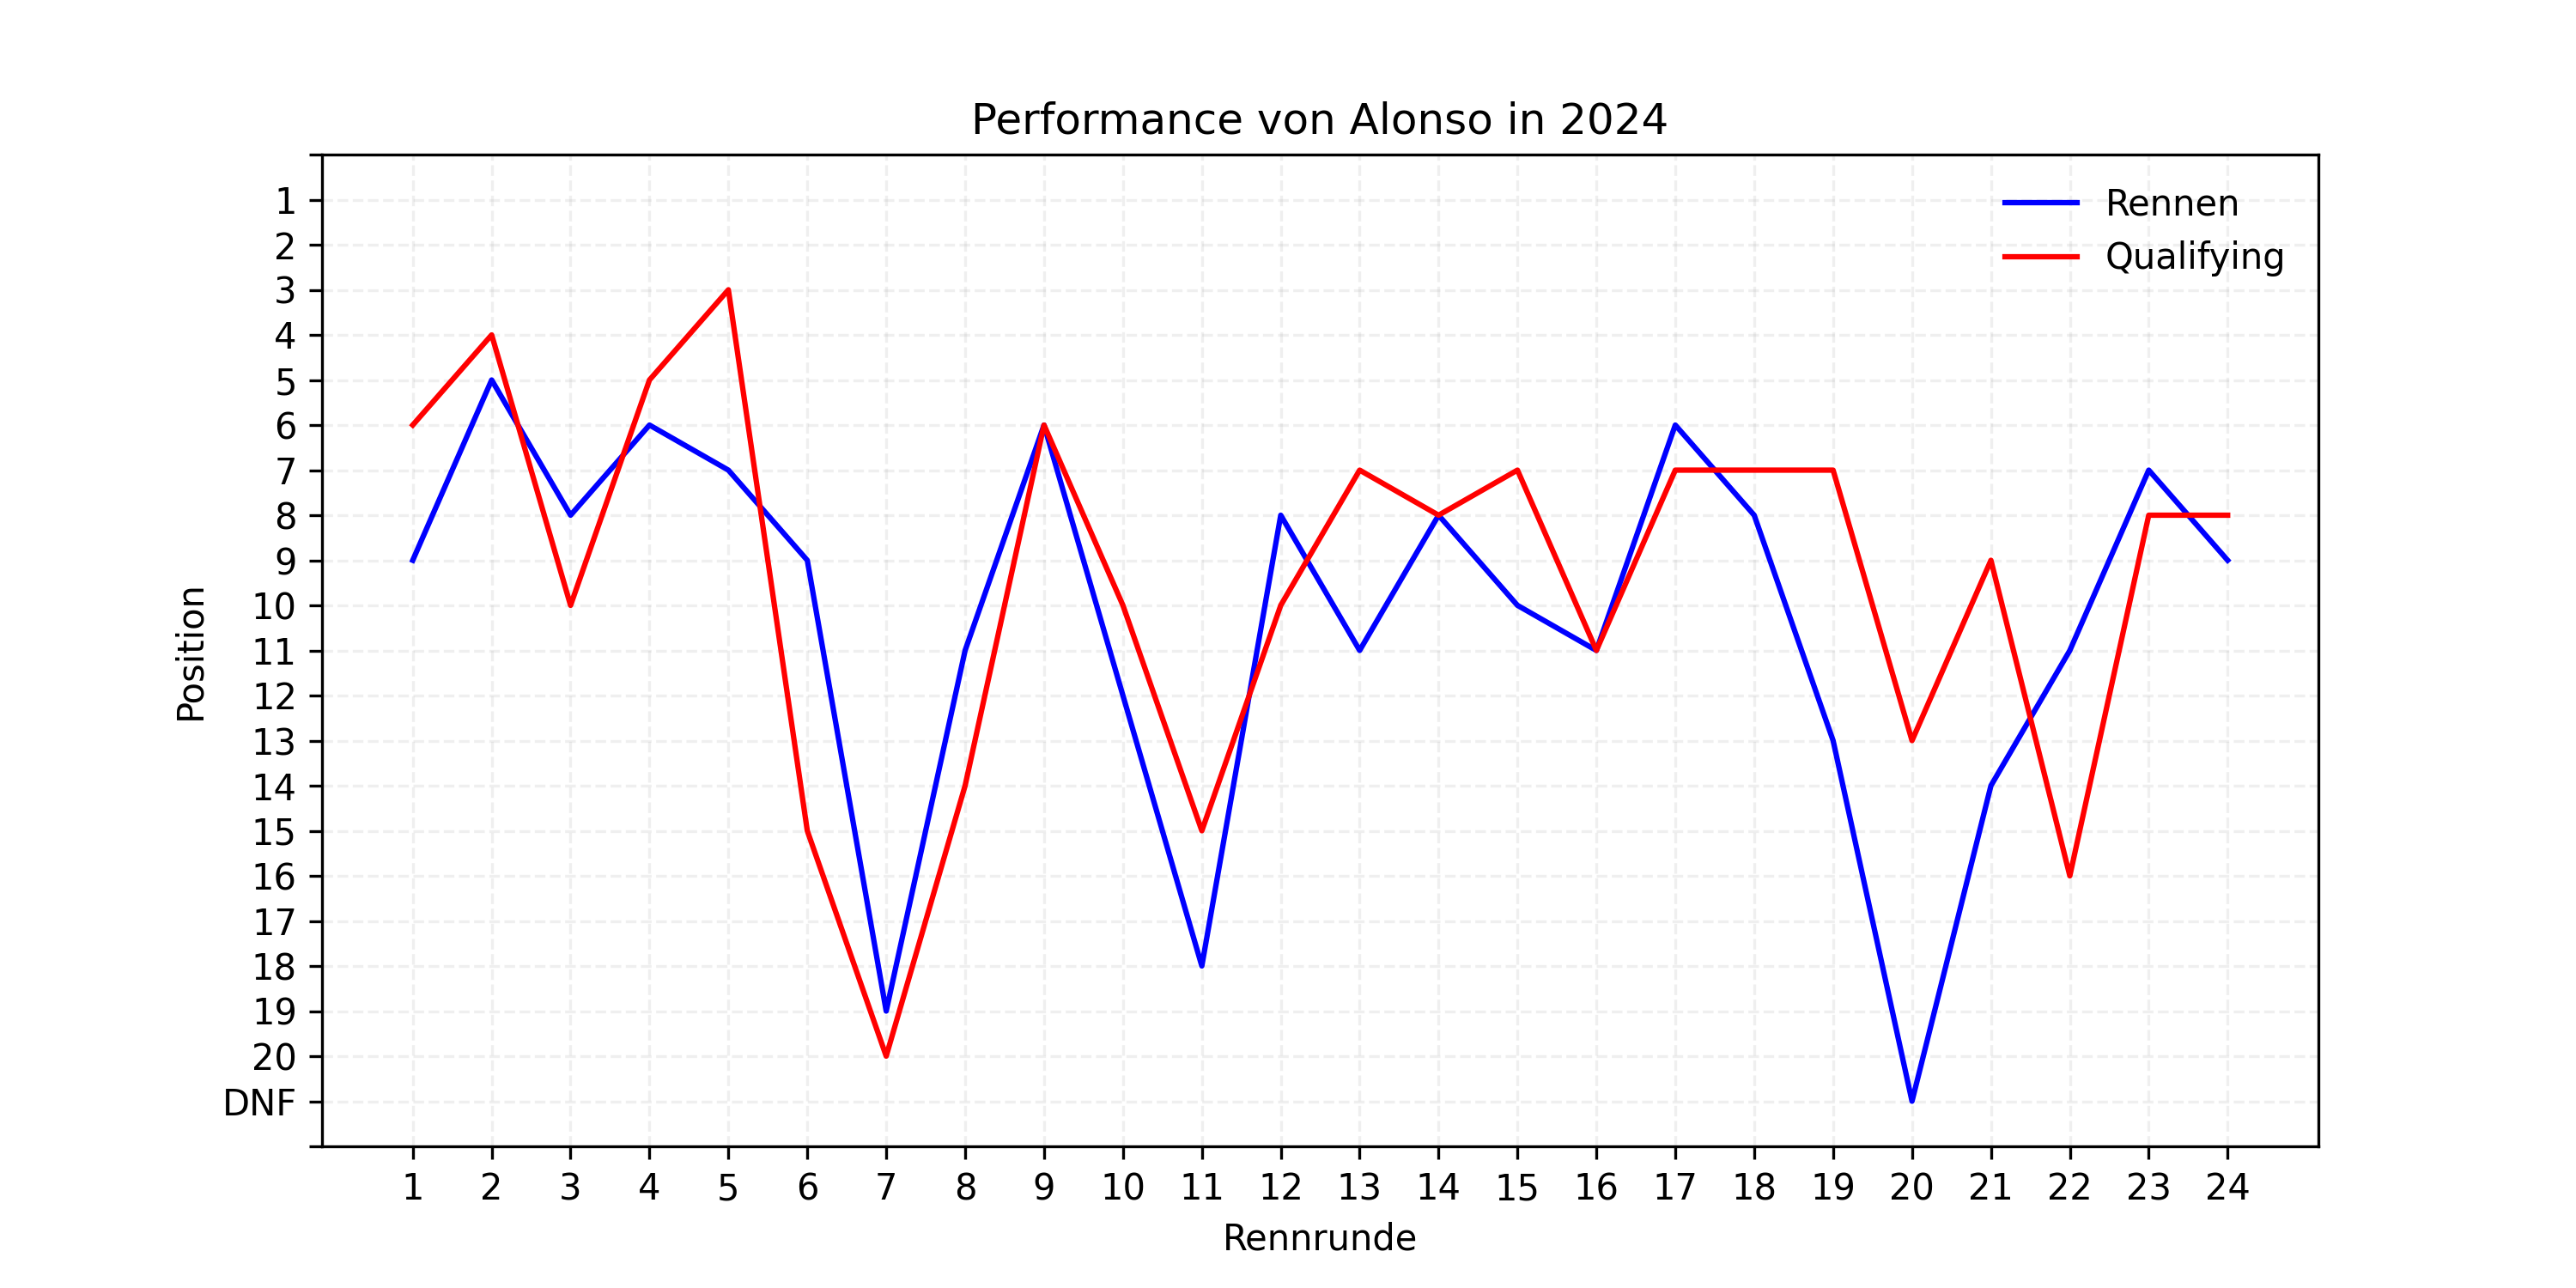 Performance von Alonso in 2024
Rennen
Qualifying
Position
1
2
3
4
5
6
7
8
9
10
11
12
13
14
15
16
17
18
19
20
DNF
1 2 3 4 5 6 7 8 9 10 11 12 13 14 15 16 17 18 19 20 21 22 23 24
Rennrunde